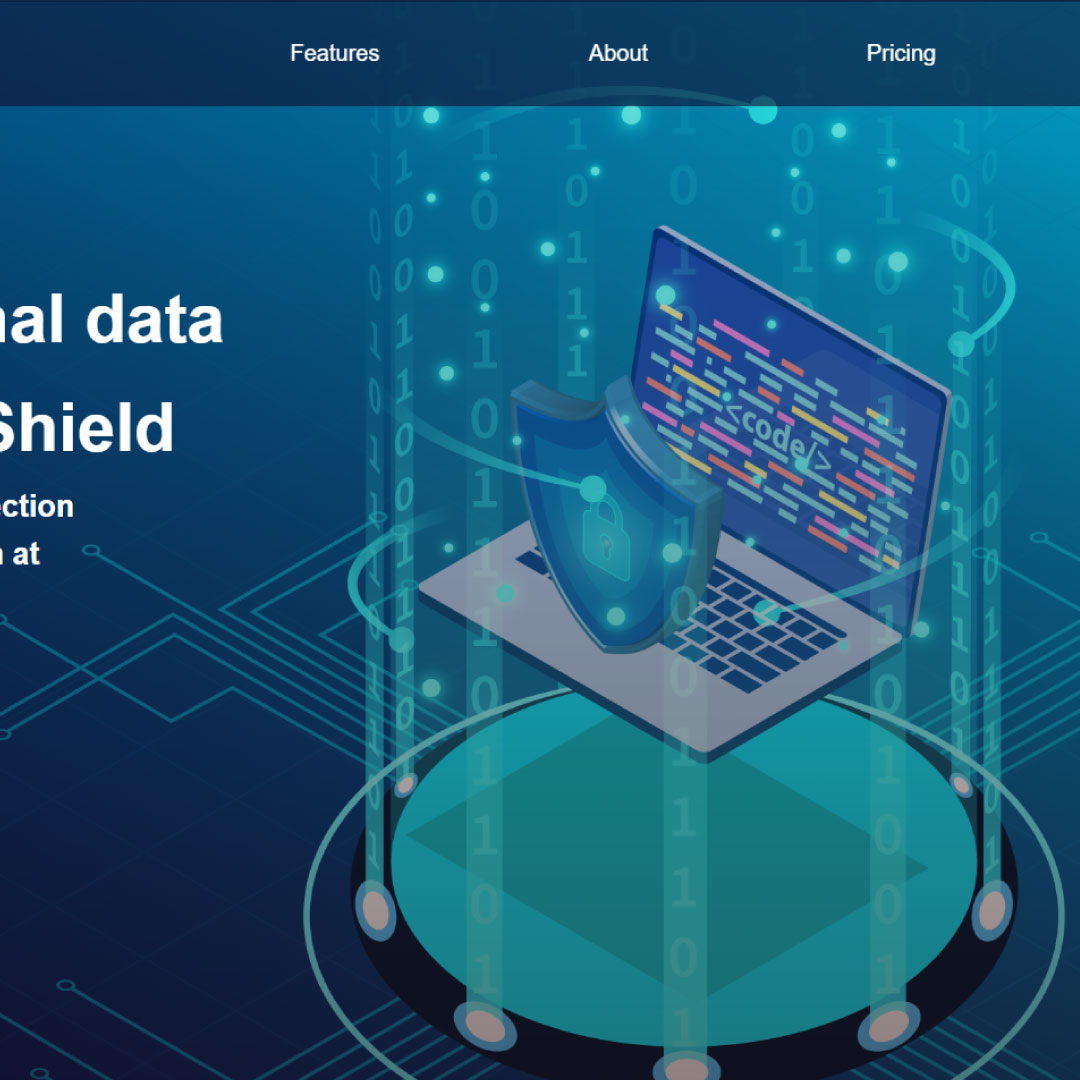 Features About Pricing
nal data
Shield
ection
at
<code/>